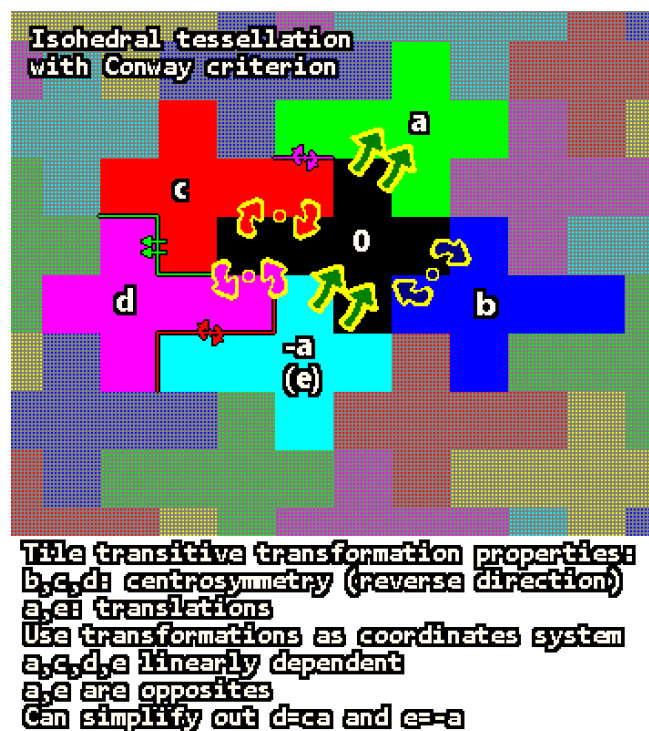 Isohedral tessellation
with Conway criterion
a
c
0
d
b
-a
(e)
Tile transitive transformation properties:
b,c,d: centrosymmetry (reverse direction)
a,e: translations
Use transformations as coordinates system
a,c,d,e linearly dependent
a,e are opposites
Can simplify out d=ca and e=-a